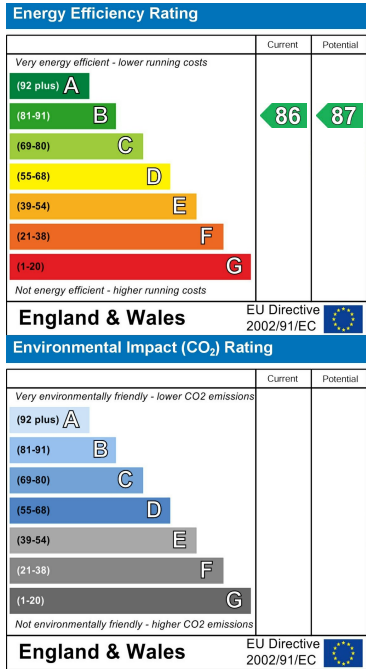 Energy Efficiency Rating
Current Potential
Very energy efficient - lower running costs
(92 plus) A
(81-91) B 86 87
(69-80) C
(55-68) D
(39-54) E
(21-38) F
(1-20) G
Not energy efficient - higher running costs
England & Wales EU Directive 2002/91/EC
Environmental Impact (CO₂) Rating
Current Potential
Very environmentally friendly - lower CO2 emissions
(92 plus) A
(81-91) B
(69-80) C
(55-68) D
(39-54) E
(21-38) F
(1-20) G
Not environmentally friendly - higher CO2 emissions
England & Wales EU Directive 2002/91/EC